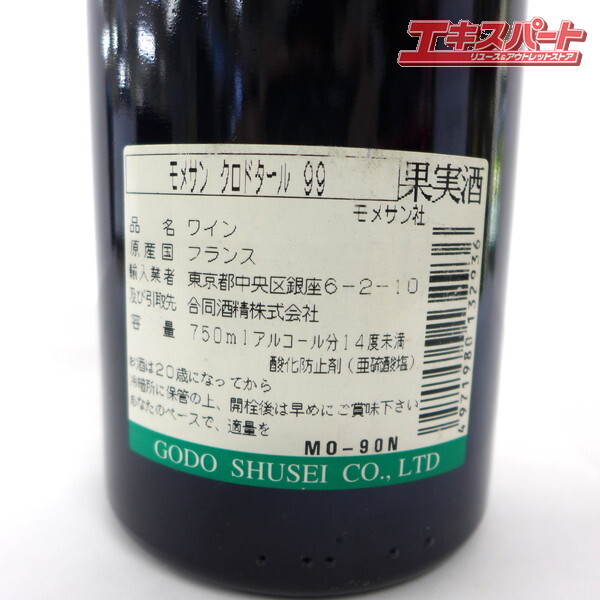 エキスパート
リユース&アウトレットストア
モメサン クロドタール 99
果実酒
モメサン社
品名 ワイン
原産国 フランス
輸入業者 東京都中央区銀座6-2-10
及び引取先 合同酒精株式会社
容量 750mlアルコール分14度未満
酸化防止剤(亜硫酸塩)
お酒は20歳になってから
冷暗所に保管の上、開栓後は早めにご賞味下さい
あなたのペースで、適量を
MO-90N
GODO SHUSEI CO., LTD
4971980132936